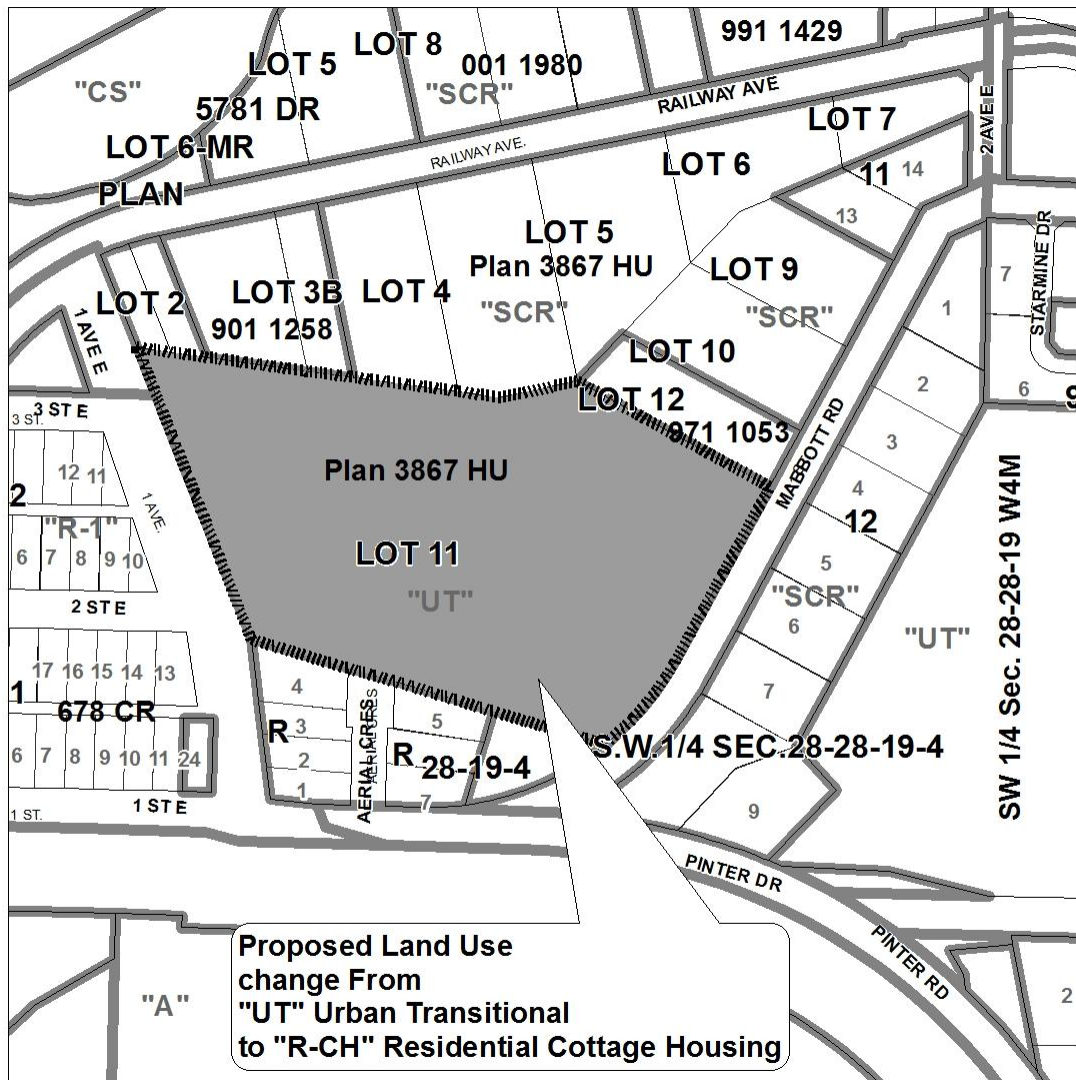 991 1429
LOT 8
LOT 5
001 1980
"CS"
"SCR"
5781 DR
RAILWAY AVE
LOT 7
2 AVE E
LOT 6-MR
RAILWAY AVE.
LOT 6
11
14
PLAN
13
STARMINE DR
LOT 5
Plan 3867 HU
LOT 9
7
LOT 2
LOT 3B
LOT 4
"SCR"
"SCR"
1
901 1258
1 AVE E
LOT 10
2
6
9
LOT 12
3 ST E
3 ST.
971 1053
MABBOTT RD
3
12
11
Plan 3867 HU
4
2
1 AVE.
12
"R-1"
LOT 11
6
7
8
9
10
5
"UT"
"SCR"
SW 1/4 Sec. 28-28-19 W4M
2 ST E
6
"UT"
17
16
15
14
13
4
7
1
678 CR
R
3
AERIAL CRES
5
S.W.1/4 SEC.28-28-19-4
6
7
8
9
10
11
24
2
R
28-19-4
1
7
1 ST E
1 ST.
9
PINTER DR
PINTER RD
"A"
2
Proposed Land Use
change From
"UT" Urban Transitional
to "R-CH" Residential Cottage Housing